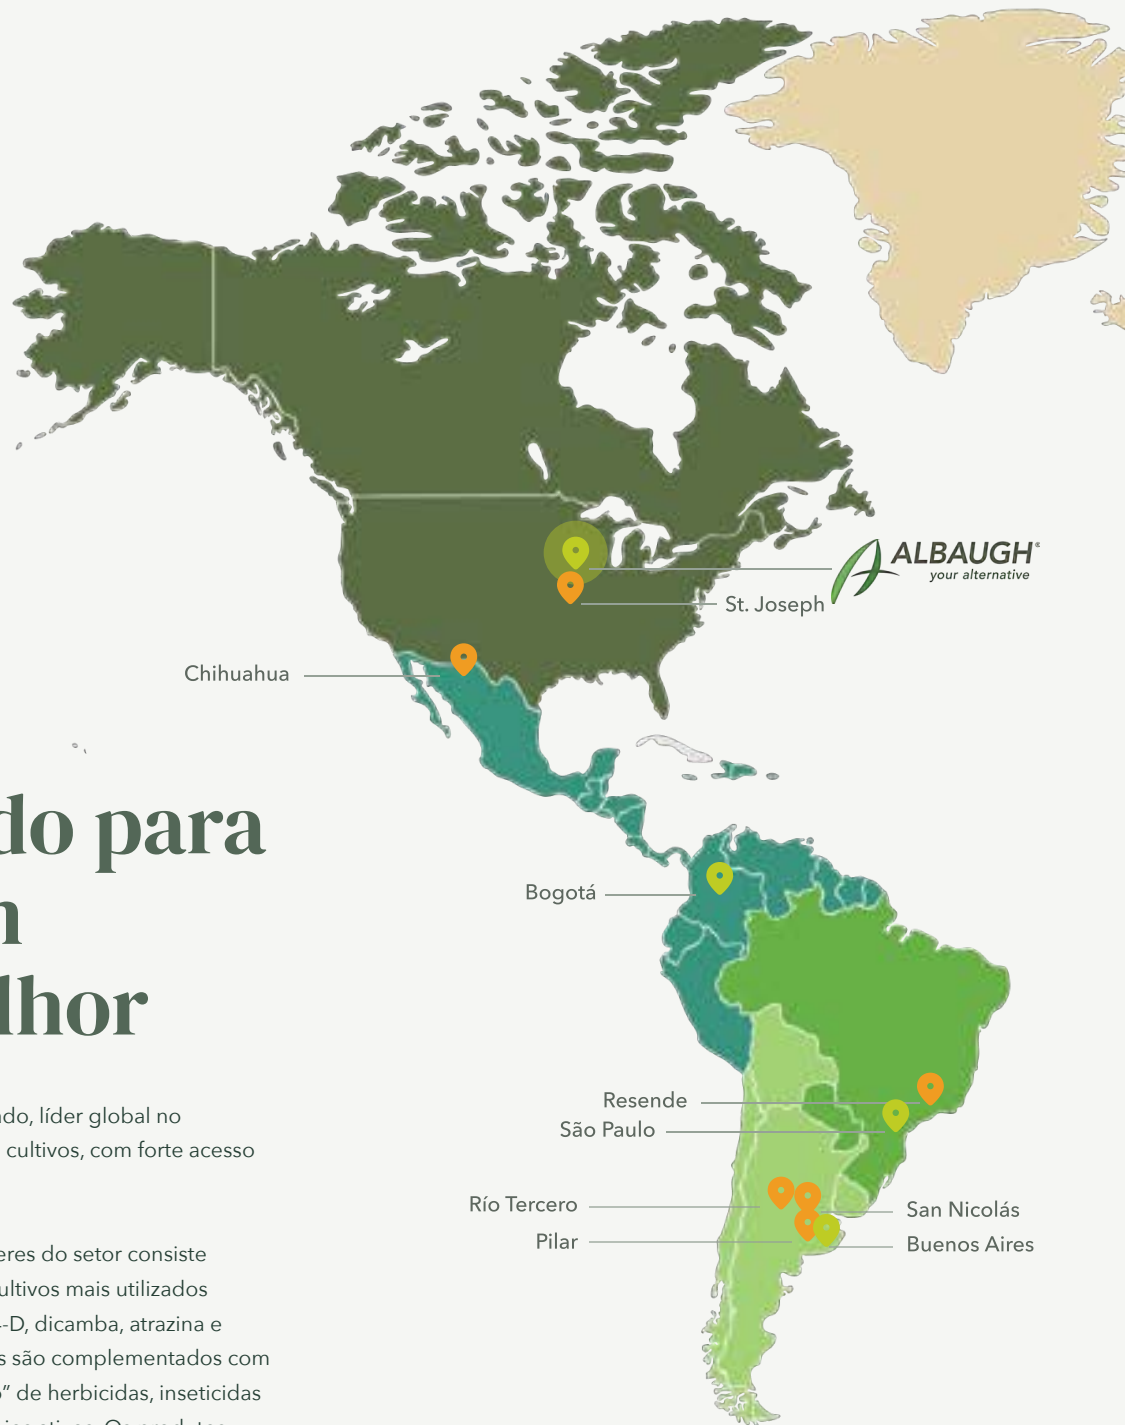 ALBAUGH®
your alternative
St. Joseph
Chihuahua
do para
lhor
Bogotá
Resende
São Paulo
Río Tercero
San Nicolás
Pilar
Buenos Aires
do, líder global no
cultivos, com forte acesso
eres do setor consiste
ultivos mais utilizados
-D, dicamba, atrazina e
s são complementados com
o” de herbicidas, inseticidas